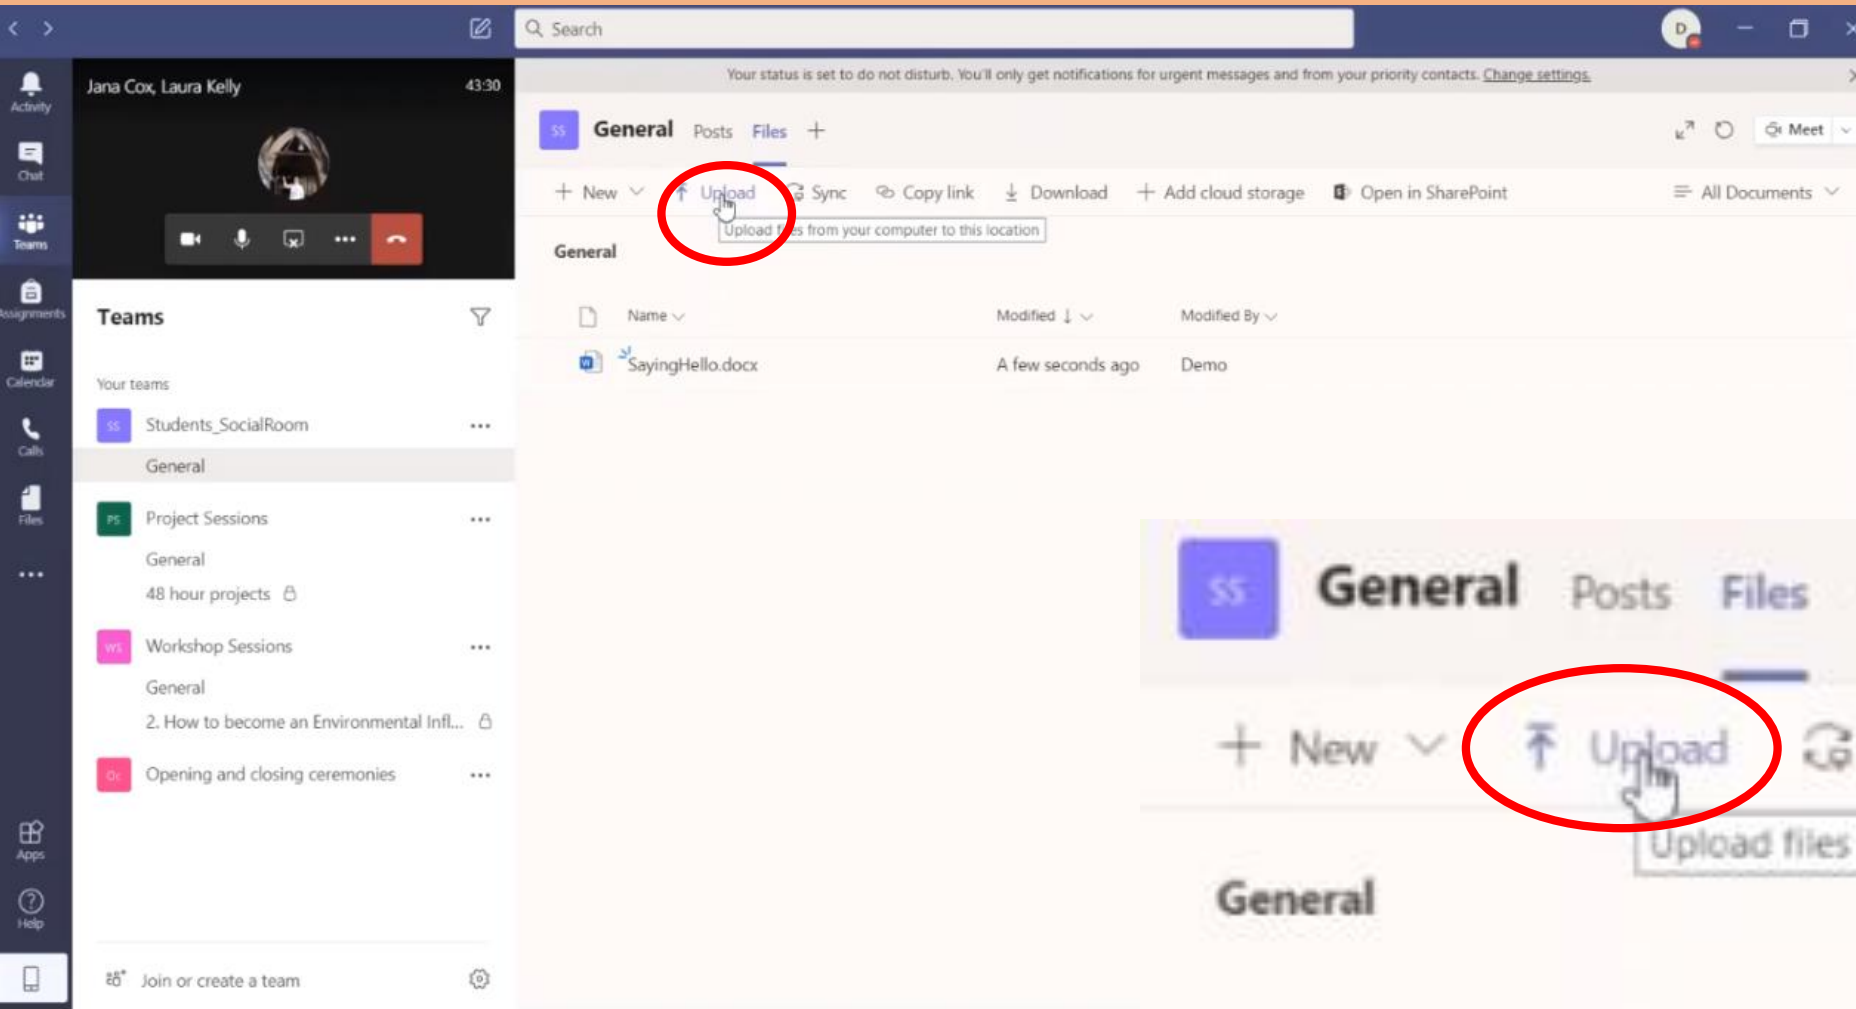 Search
D
Your status is set to do not disturb. You'll only get notifications for urgent messages and from your priority contacts. Change settings.
Activity
Chat
Teams
Assignments
Calendar
Calls
Files
Apps
Help
Jana Cox, Laura Kelly 43:30
Teams
Your teams
SS Students_SocialRoom
General
PS Project Sessions
General
48 hour projects
WS Workshop Sessions
General
2. How to become an Environmental Infl...
Oc Opening and closing ceremonies
Join or create a team
SS General Posts Files
Meet
New Upload Sync Copy link Download Add cloud storage Open in SharePoint All Documents
Upload files from your computer to this location
General
Name Modified Modified By
SayingHello.docx A few seconds ago Demo
SS General Posts Files
New Upload
Upload files
General